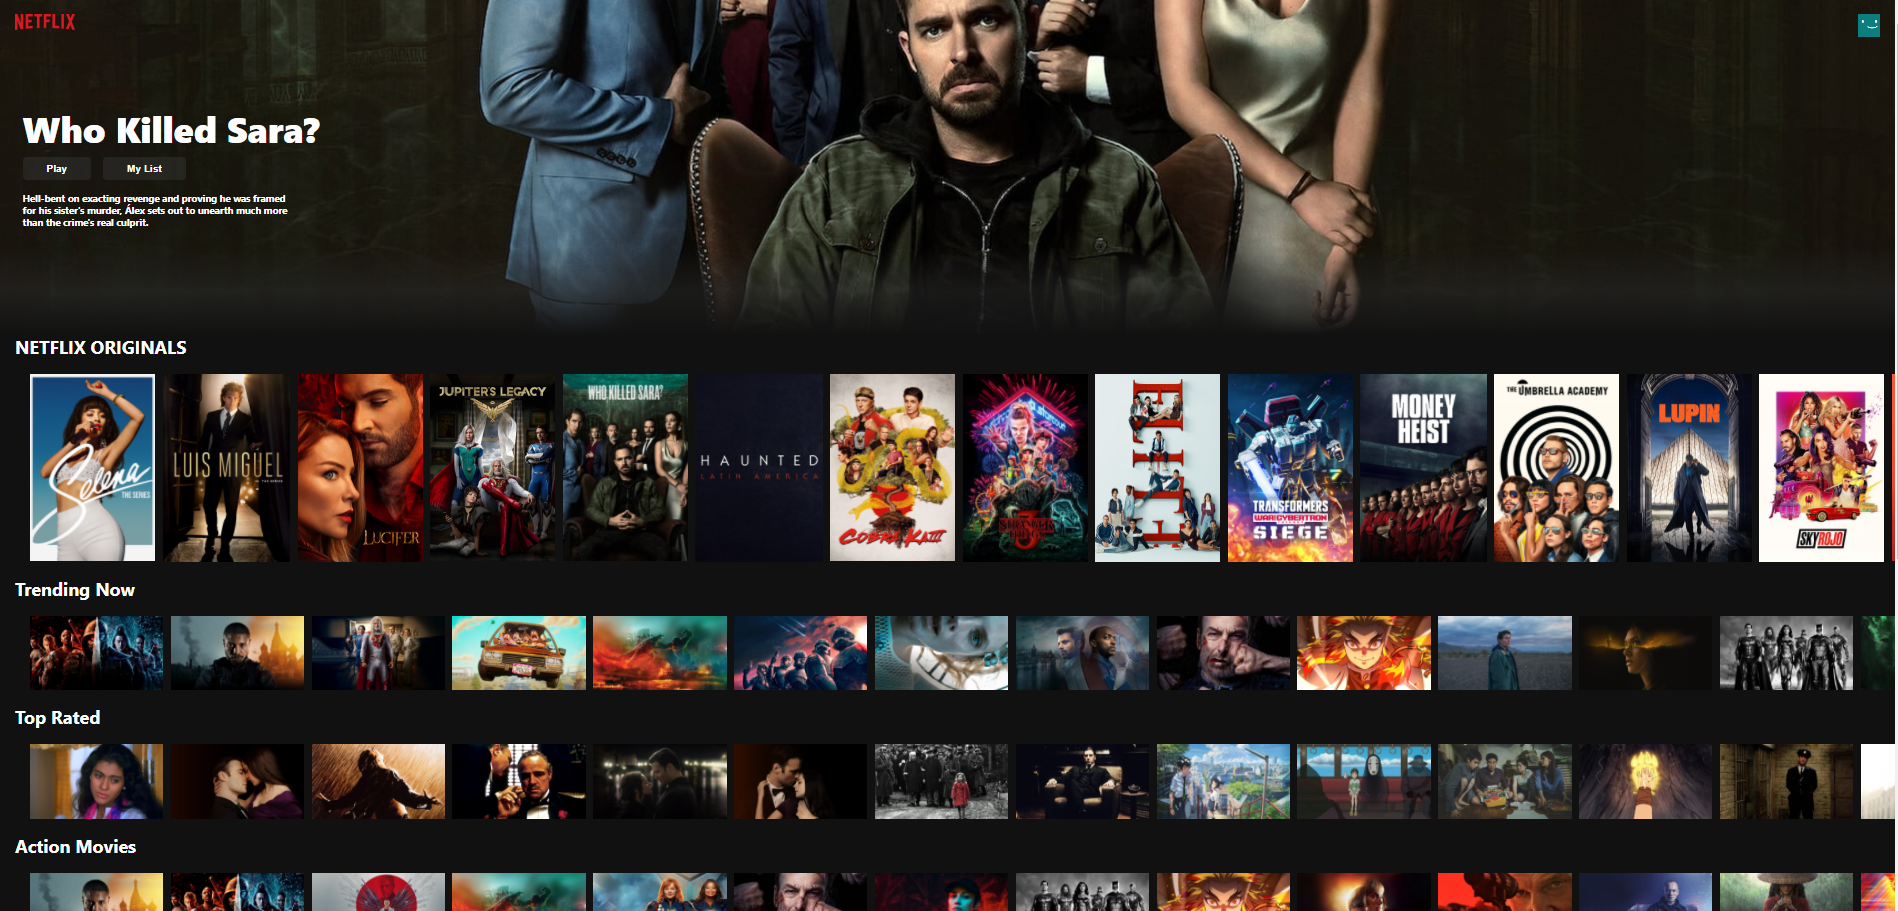 NETFLIX
Who Killed Sara?
Play
My List
Hell-bent on exacting revenge and proving he was framed
for his sister's murder, Álex sets out to unearth much more
than the crime's real culprit.
NETFLIX ORIGINALS
Selena
THE SERIES
LUIS MIGUEL
LUCIFER
JUPITER'S LEGACY
WHO KILLED SARA?
HAUNTED
LATIN AMERICA
COBRA KAI
STRANGER
THINGS
3
ELITE
TRANSFORMERS
WAR FOR CYBERTRON
SIEGE
MONEY
HEIST
THE UMBRELLA ACADEMY
LUPIN
SKY ROJO
Trending Now
Top Rated
Action Movies